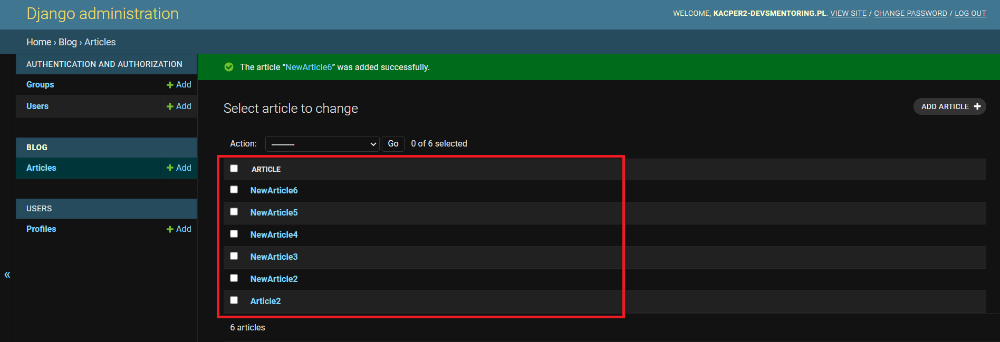 Django administration
WELCOME, KACPER2-DEVSMENTORING.PL. VIEW SITE / CHANGE PASSWORD / LOG OUT
Home › Blog › Articles
AUTHENTICATION AND AUTHORIZATION
Groups + Add
Users + Add
BLOG
Articles + Add
USERS
Profiles + Add
«
The article “NewArticle6” was added successfully.
Select article to change
ADD ARTICLE +
Action: --------- Go 0 of 6 selected
ARTICLE
NewArticle6
NewArticle5
NewArticle4
NewArticle3
NewArticle2
Article2
6 articles